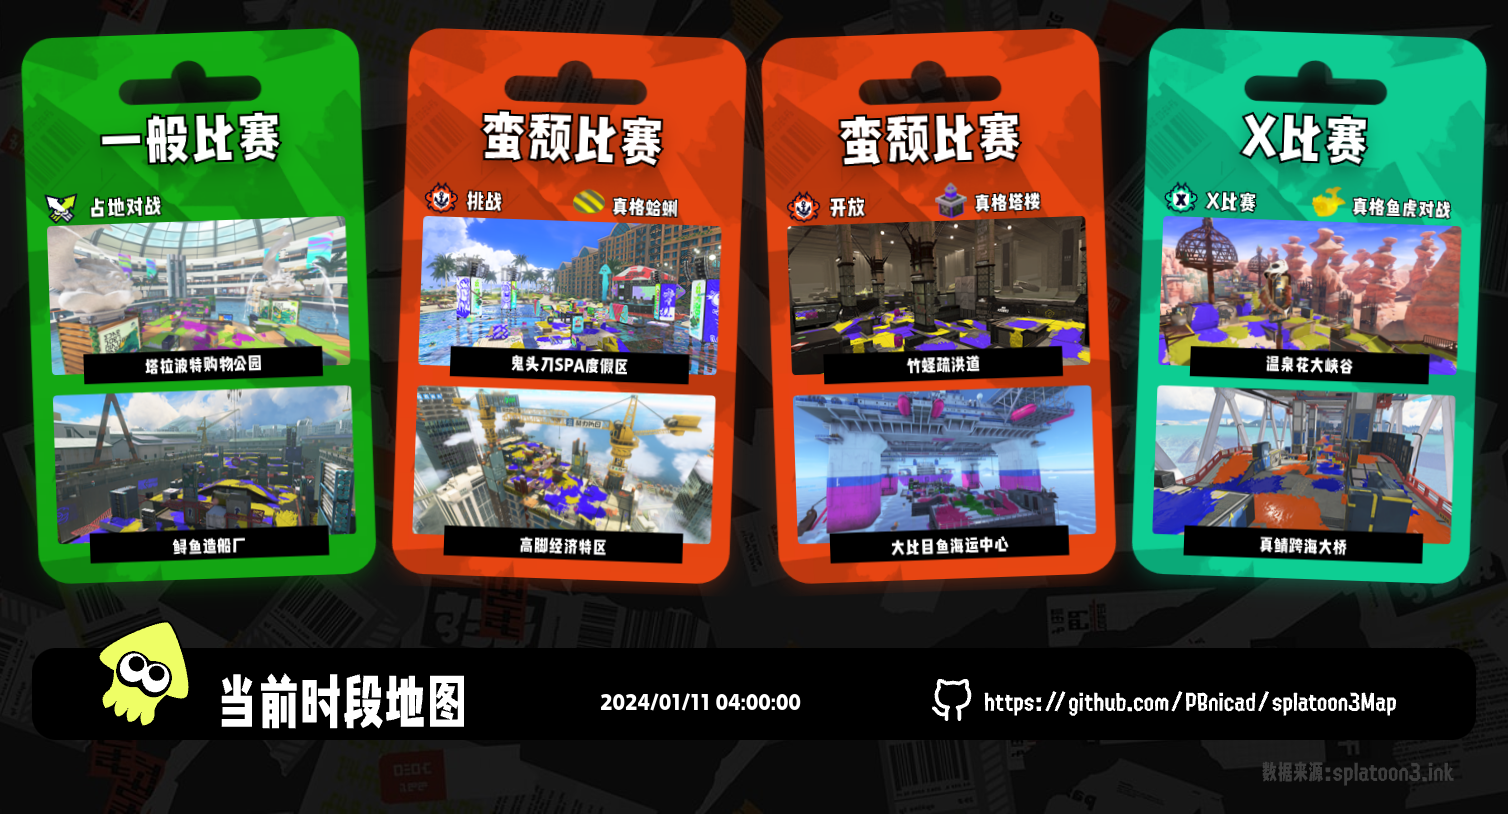 一般比赛
占地对战
塔拉波特购物公园
鲟鱼造船厂
蛮颓比赛
挑战
真格蛤蜊
鬼头刀SPA度假区
高脚经济特区
蛮颓比赛
开放
真格塔楼
竹蛏疏洪道
大比目鱼海运中心
X比赛
X比赛
真格鱼虎对战
温泉花大峡谷
真鲭跨海大桥
当前时段地图
2024/01/11 04:00:00
https://github.com/PBnicad/splatoon3Map
数据来源:splatoon3.ink